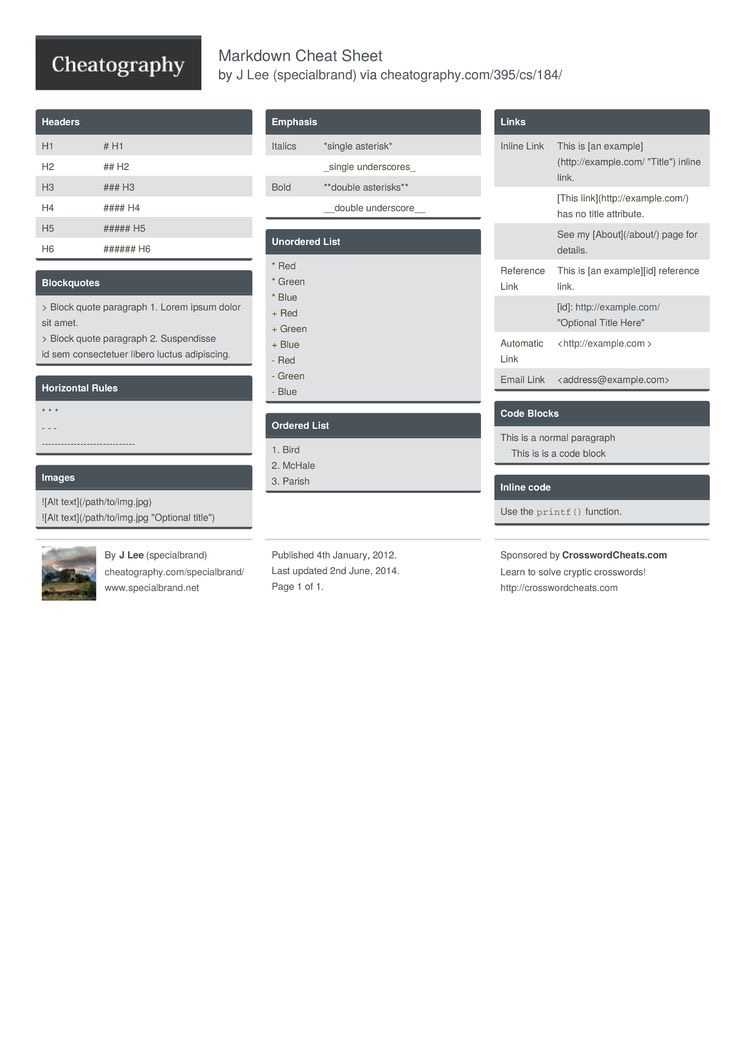 Cheatography
Markdown Cheat Sheet
by J Lee (specialbrand) via cheatography.com/395/cs/184/
Headers
H1 # H1
H2 ## H2
H3 ### H3
H4 #### H4
H5 ##### H5
H6 ###### H6
Blockquotes
> Block quote paragraph 1. Lorem ipsum dolor
sit amet.
> Block quote paragraph 2. Suspendisse
id sem consectetuer libero luctus adipiscing.
Horizontal Rules
* * *
- - -
-----------------------------
Images
![Alt text](/path/to/img.jpg)
![Alt text](/path/to/img.jpg "Optional title")
Emphasis
Italics *single asterisk*
_single underscores_
Bold **double asterisks**
__double underscore__
Unordered List
* Red
* Green
* Blue
+ Red
+ Green
+ Blue
- Red
- Green
- Blue
Ordered List
1. Bird
2. McHale
3. Parish
Links
Inline Link This is [an example]
(http://example.com/ "Title") inline
link.
[This link](http://example.com/)
has no title attribute.
See my [About](/about/) page for
details.
Reference This is [an example][id] reference
Link link.
[id]: http://example.com/
"Optional Title Here"
Automatic <http://example.com >
Link
Email Link <address@example.com>
Code Blocks
This is a normal paragraph
    This is is a code block
Inline code
Use the printf() function.
By J Lee (specialbrand)
cheatography.com/specialbrand/
www.specialbrand.net
Published 4th January, 2012.
Last updated 2nd June, 2014.
Page 1 of 1.
Sponsored by CrosswordCheats.com
Learn to solve cryptic crosswords!
http://crosswordcheats.com